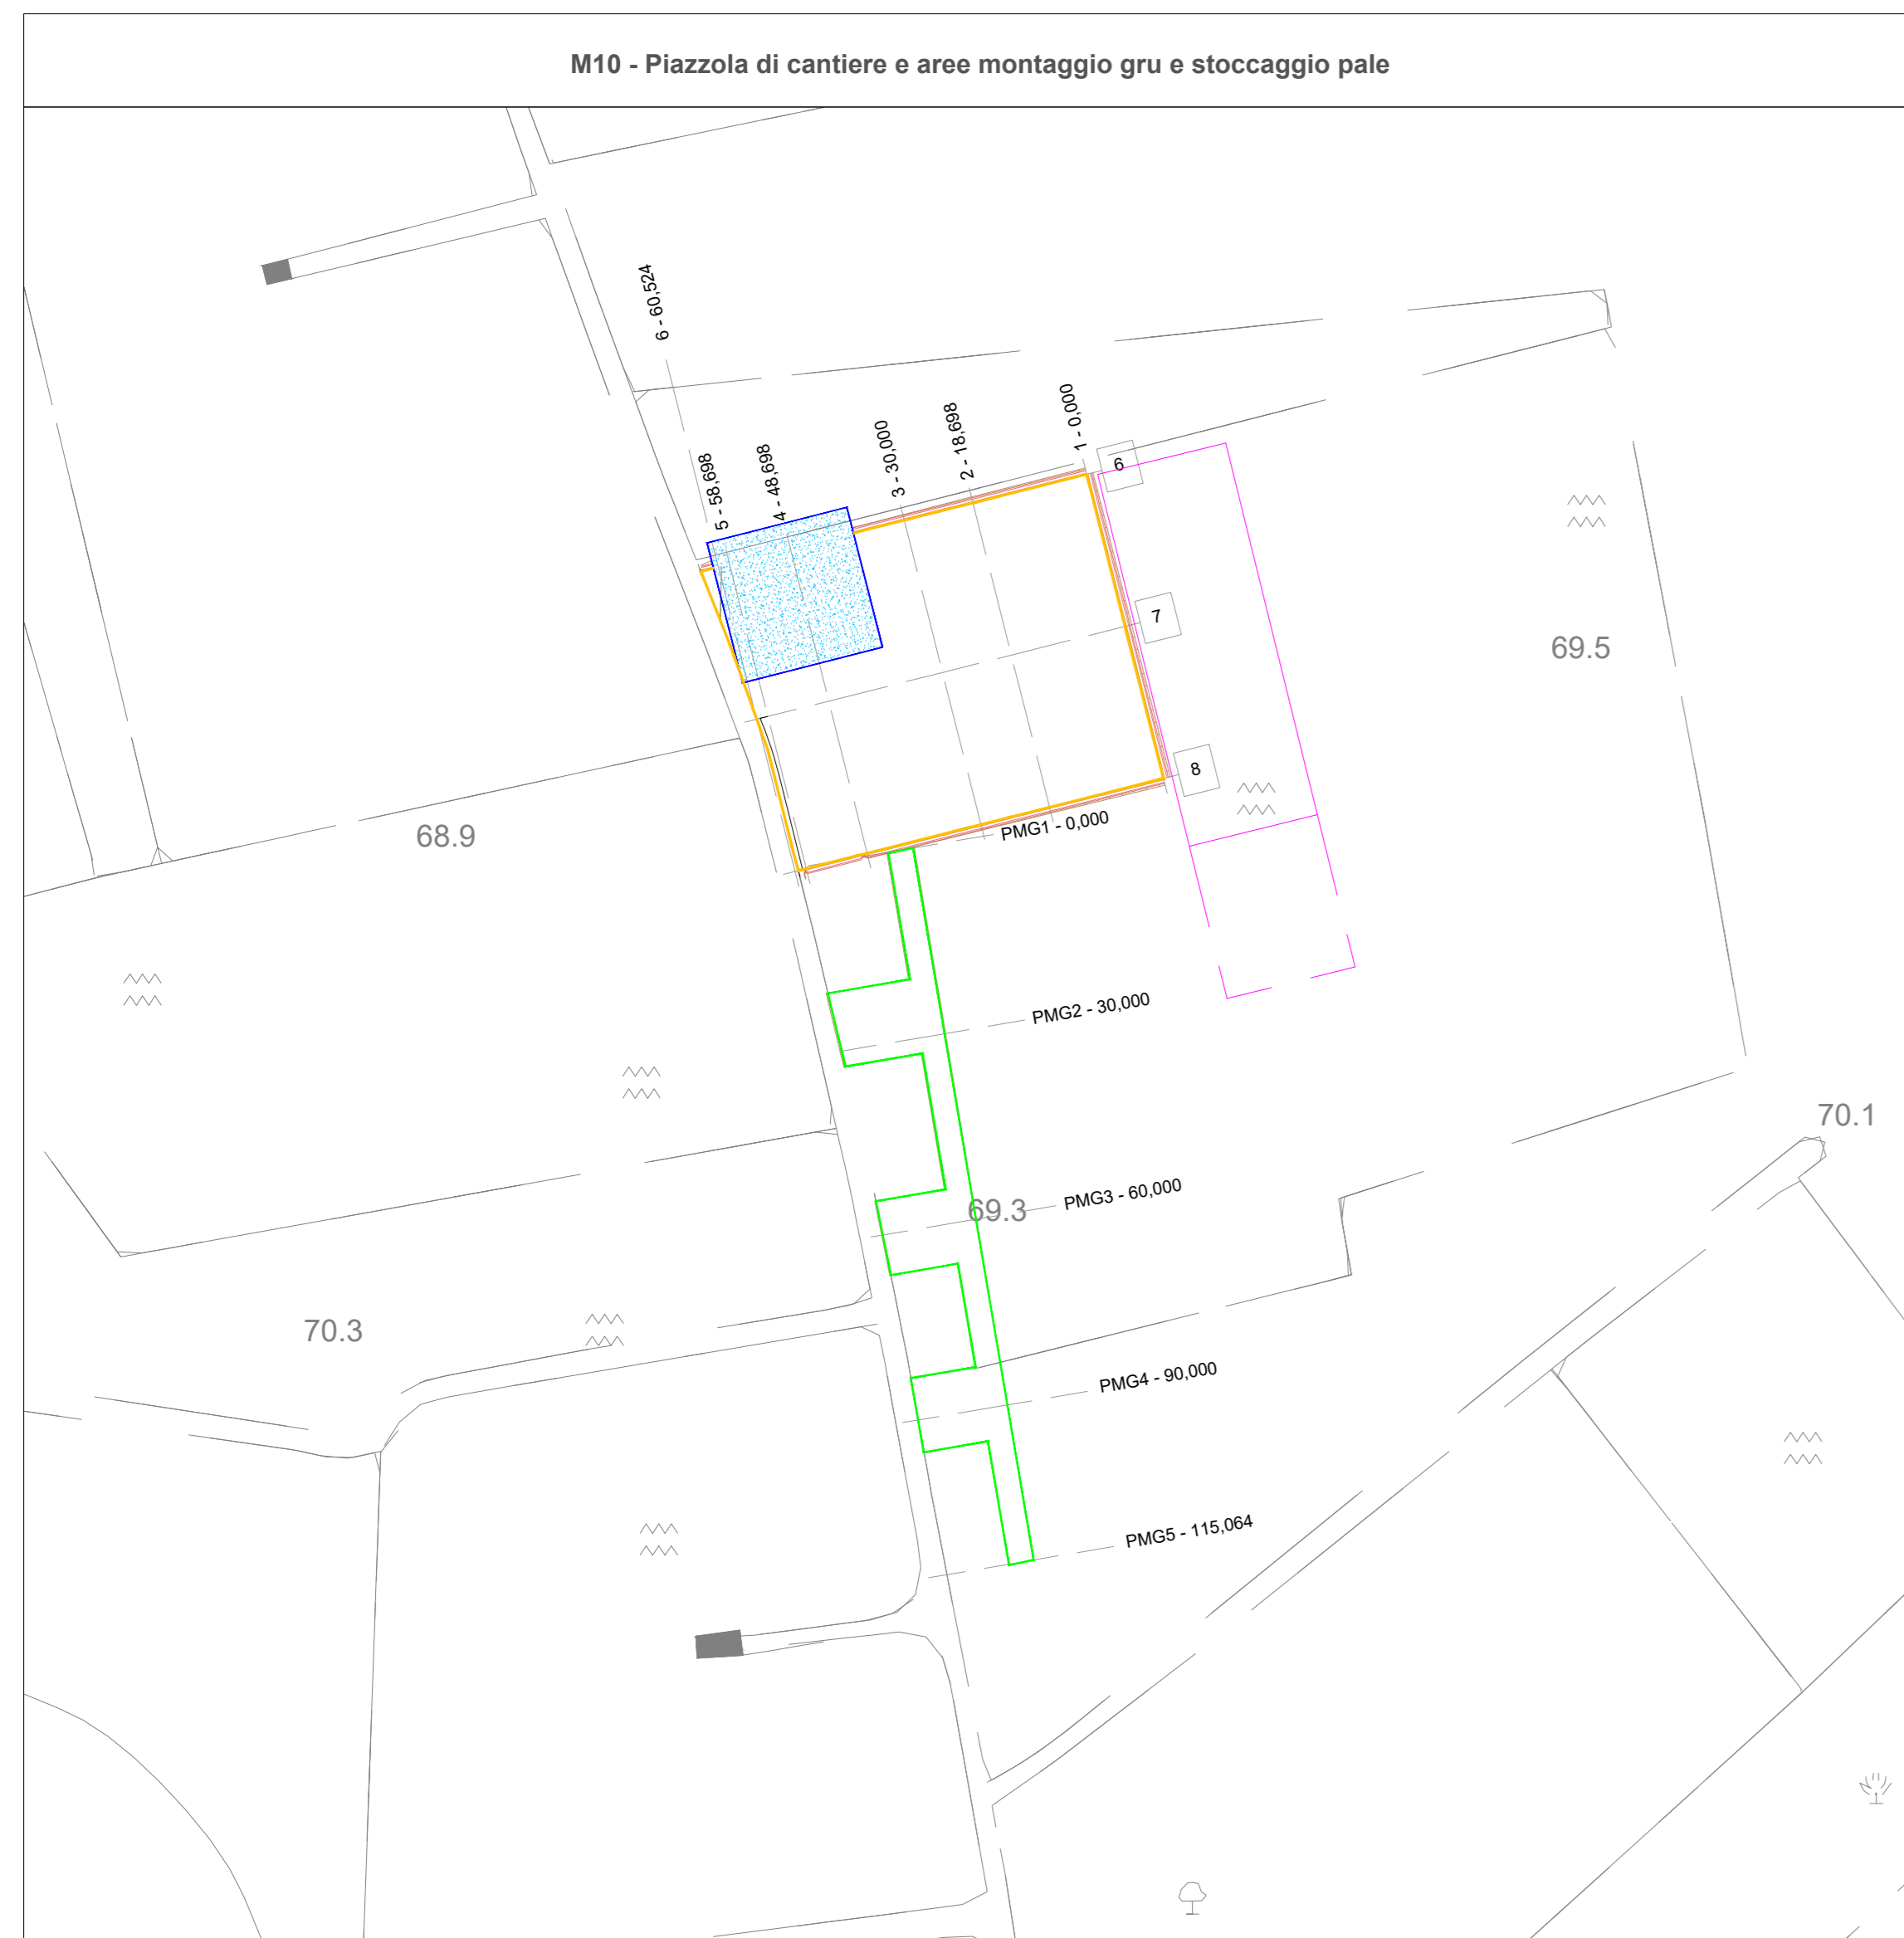 M10 - Piazzola di cantiere e aree montaggio gru e stoccaggio pale
6 - 60,524
5 - 58,698
4 - 48,698
3 - 30,000
2 - 18,698
1 - 0,000
6
7
8
69.5
68.9
PMG1 - 0,000
PMG2 - 30,000
70.1
PMG3 - 60,000
69.3
70.3
PMG4 - 90,000
PMG5 - 115,064